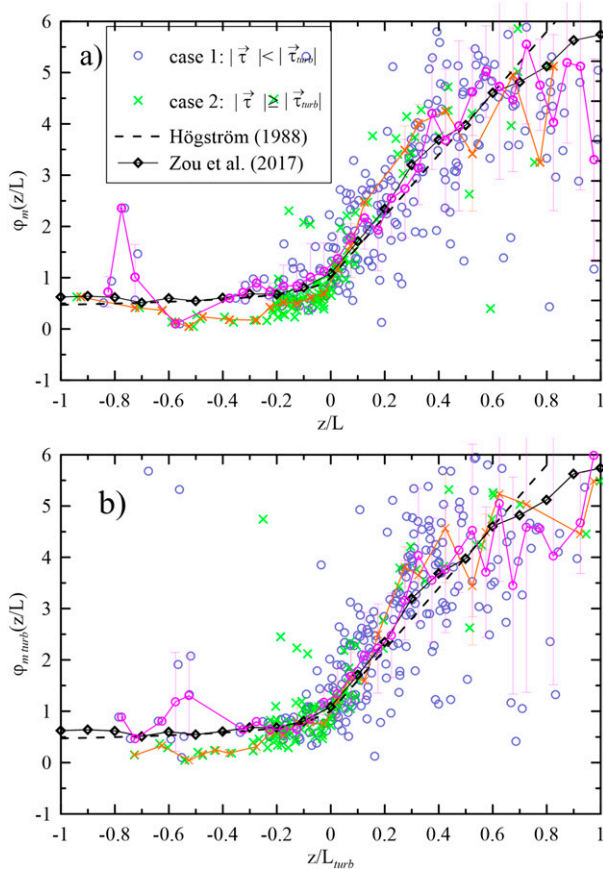 6
5
4
3
2
1
0
-1
φm(z/L)
a)
case 1: | τ⃗ |<| τ⃗turb|
case 2: | τ⃗ |≥| τ⃗turb|
Högström (1988)
Zou et al. (2017)
-1 -0.8 -0.6 -0.4 -0.2 0 0.2 0.4 0.6 0.8 1
z/L
6
5
4
3
2
1
0
-1
φm turb(z/L)
b)
-1 -0.8 -0.6 -0.4 -0.2 0 0.2 0.4 0.6 0.8 1
z/Lturb